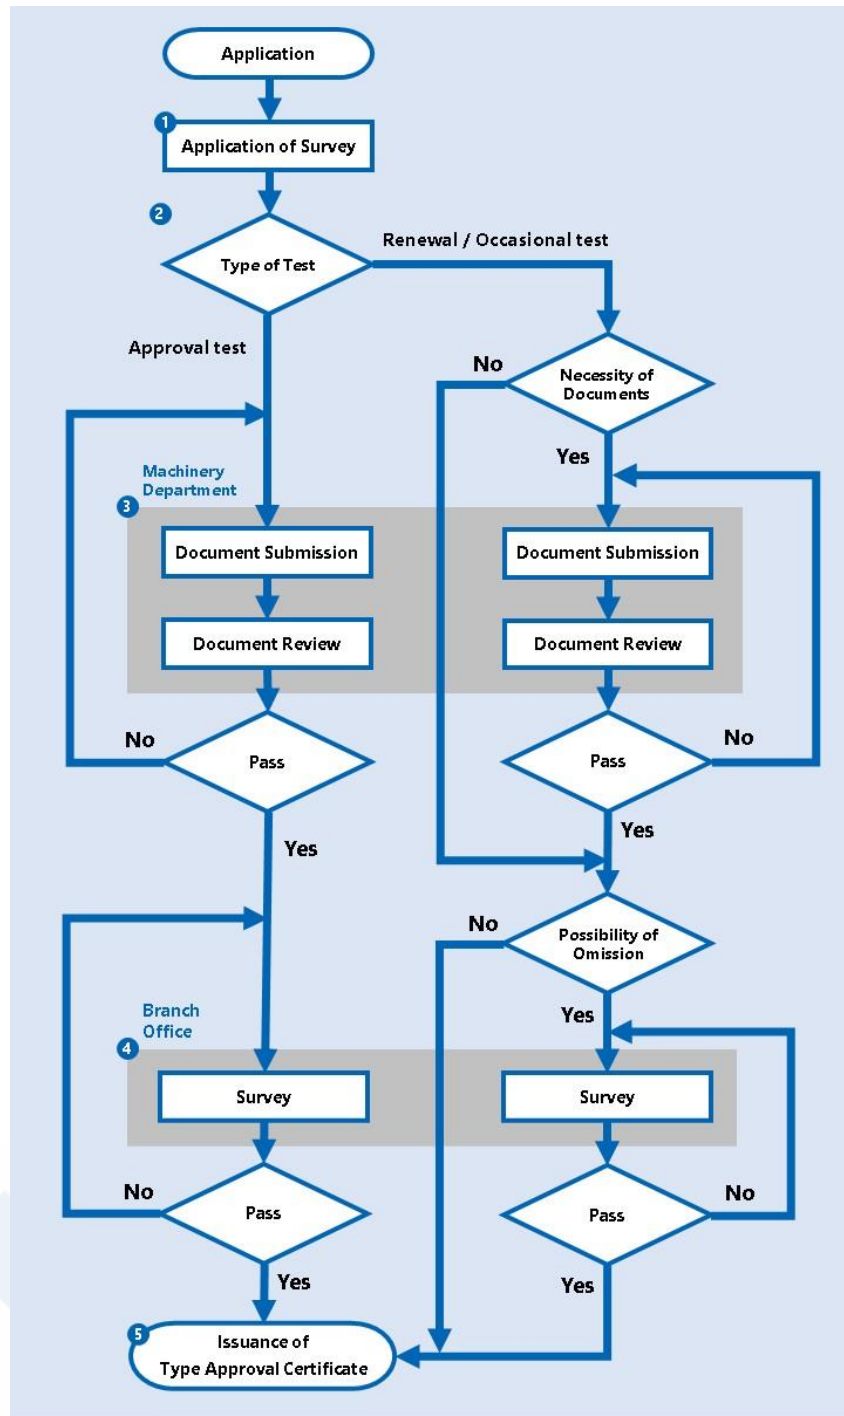 Application
1
Application of Survey
2
Type of Test
Renewal / Occasional test
Approval test
No
Necessity of
Documents
Yes
Machinery
Department
3
Document Submission
Document Submission
Document Review
Document Review
No
Pass
Pass
No
Yes
Yes
No
Possibility of
Omission
Branch
Office
Yes
4
Survey
Survey
No
Pass
Pass
No
Yes
Yes
5
Issuance of
Type Approval Certificate